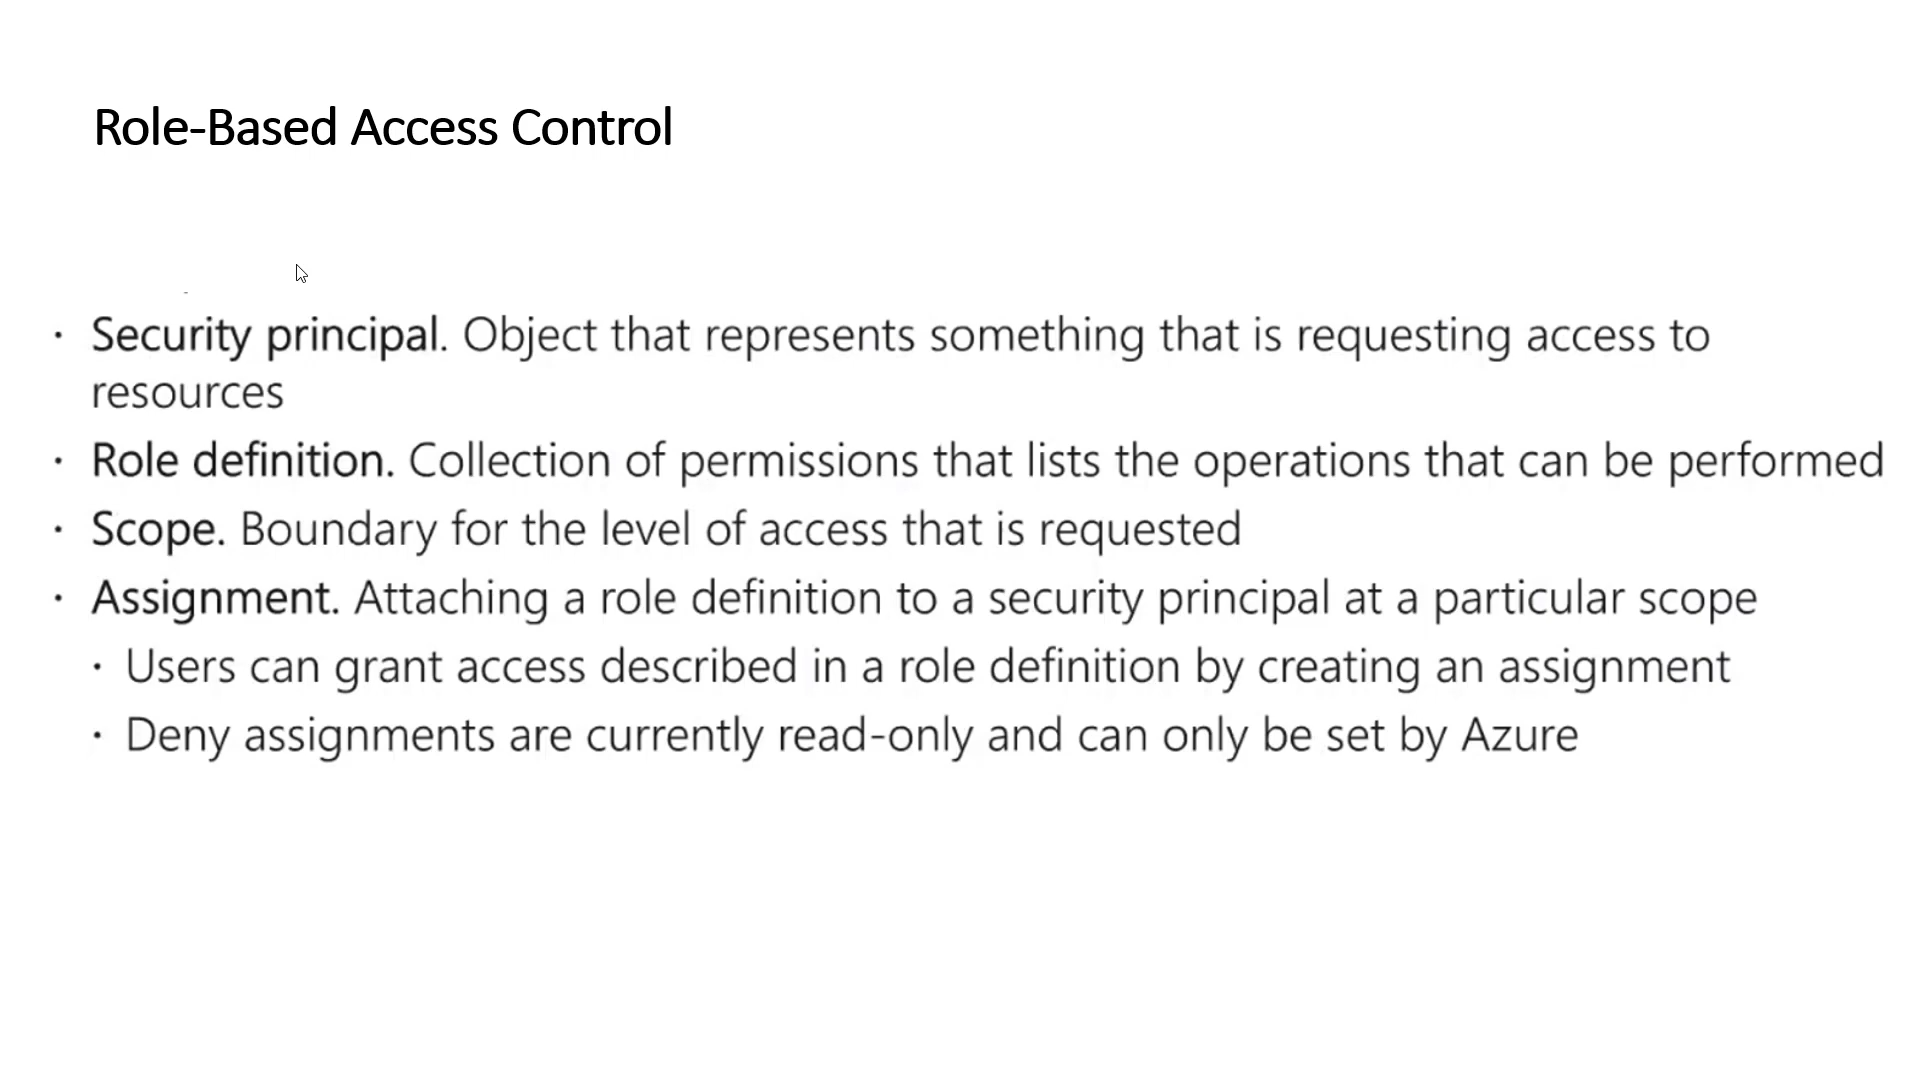 Role-Based Access Control
· Security principal. Object that represents something that is requesting access to
resources
· Role definition. Collection of permissions that lists the operations that can be performed
· Scope. Boundary for the level of access that is requested
· Assignment. Attaching a role definition to a security principal at a particular scope
· Users can grant access described in a role definition by creating an assignment
· Deny assignments are currently read-only and can only be set by Azure